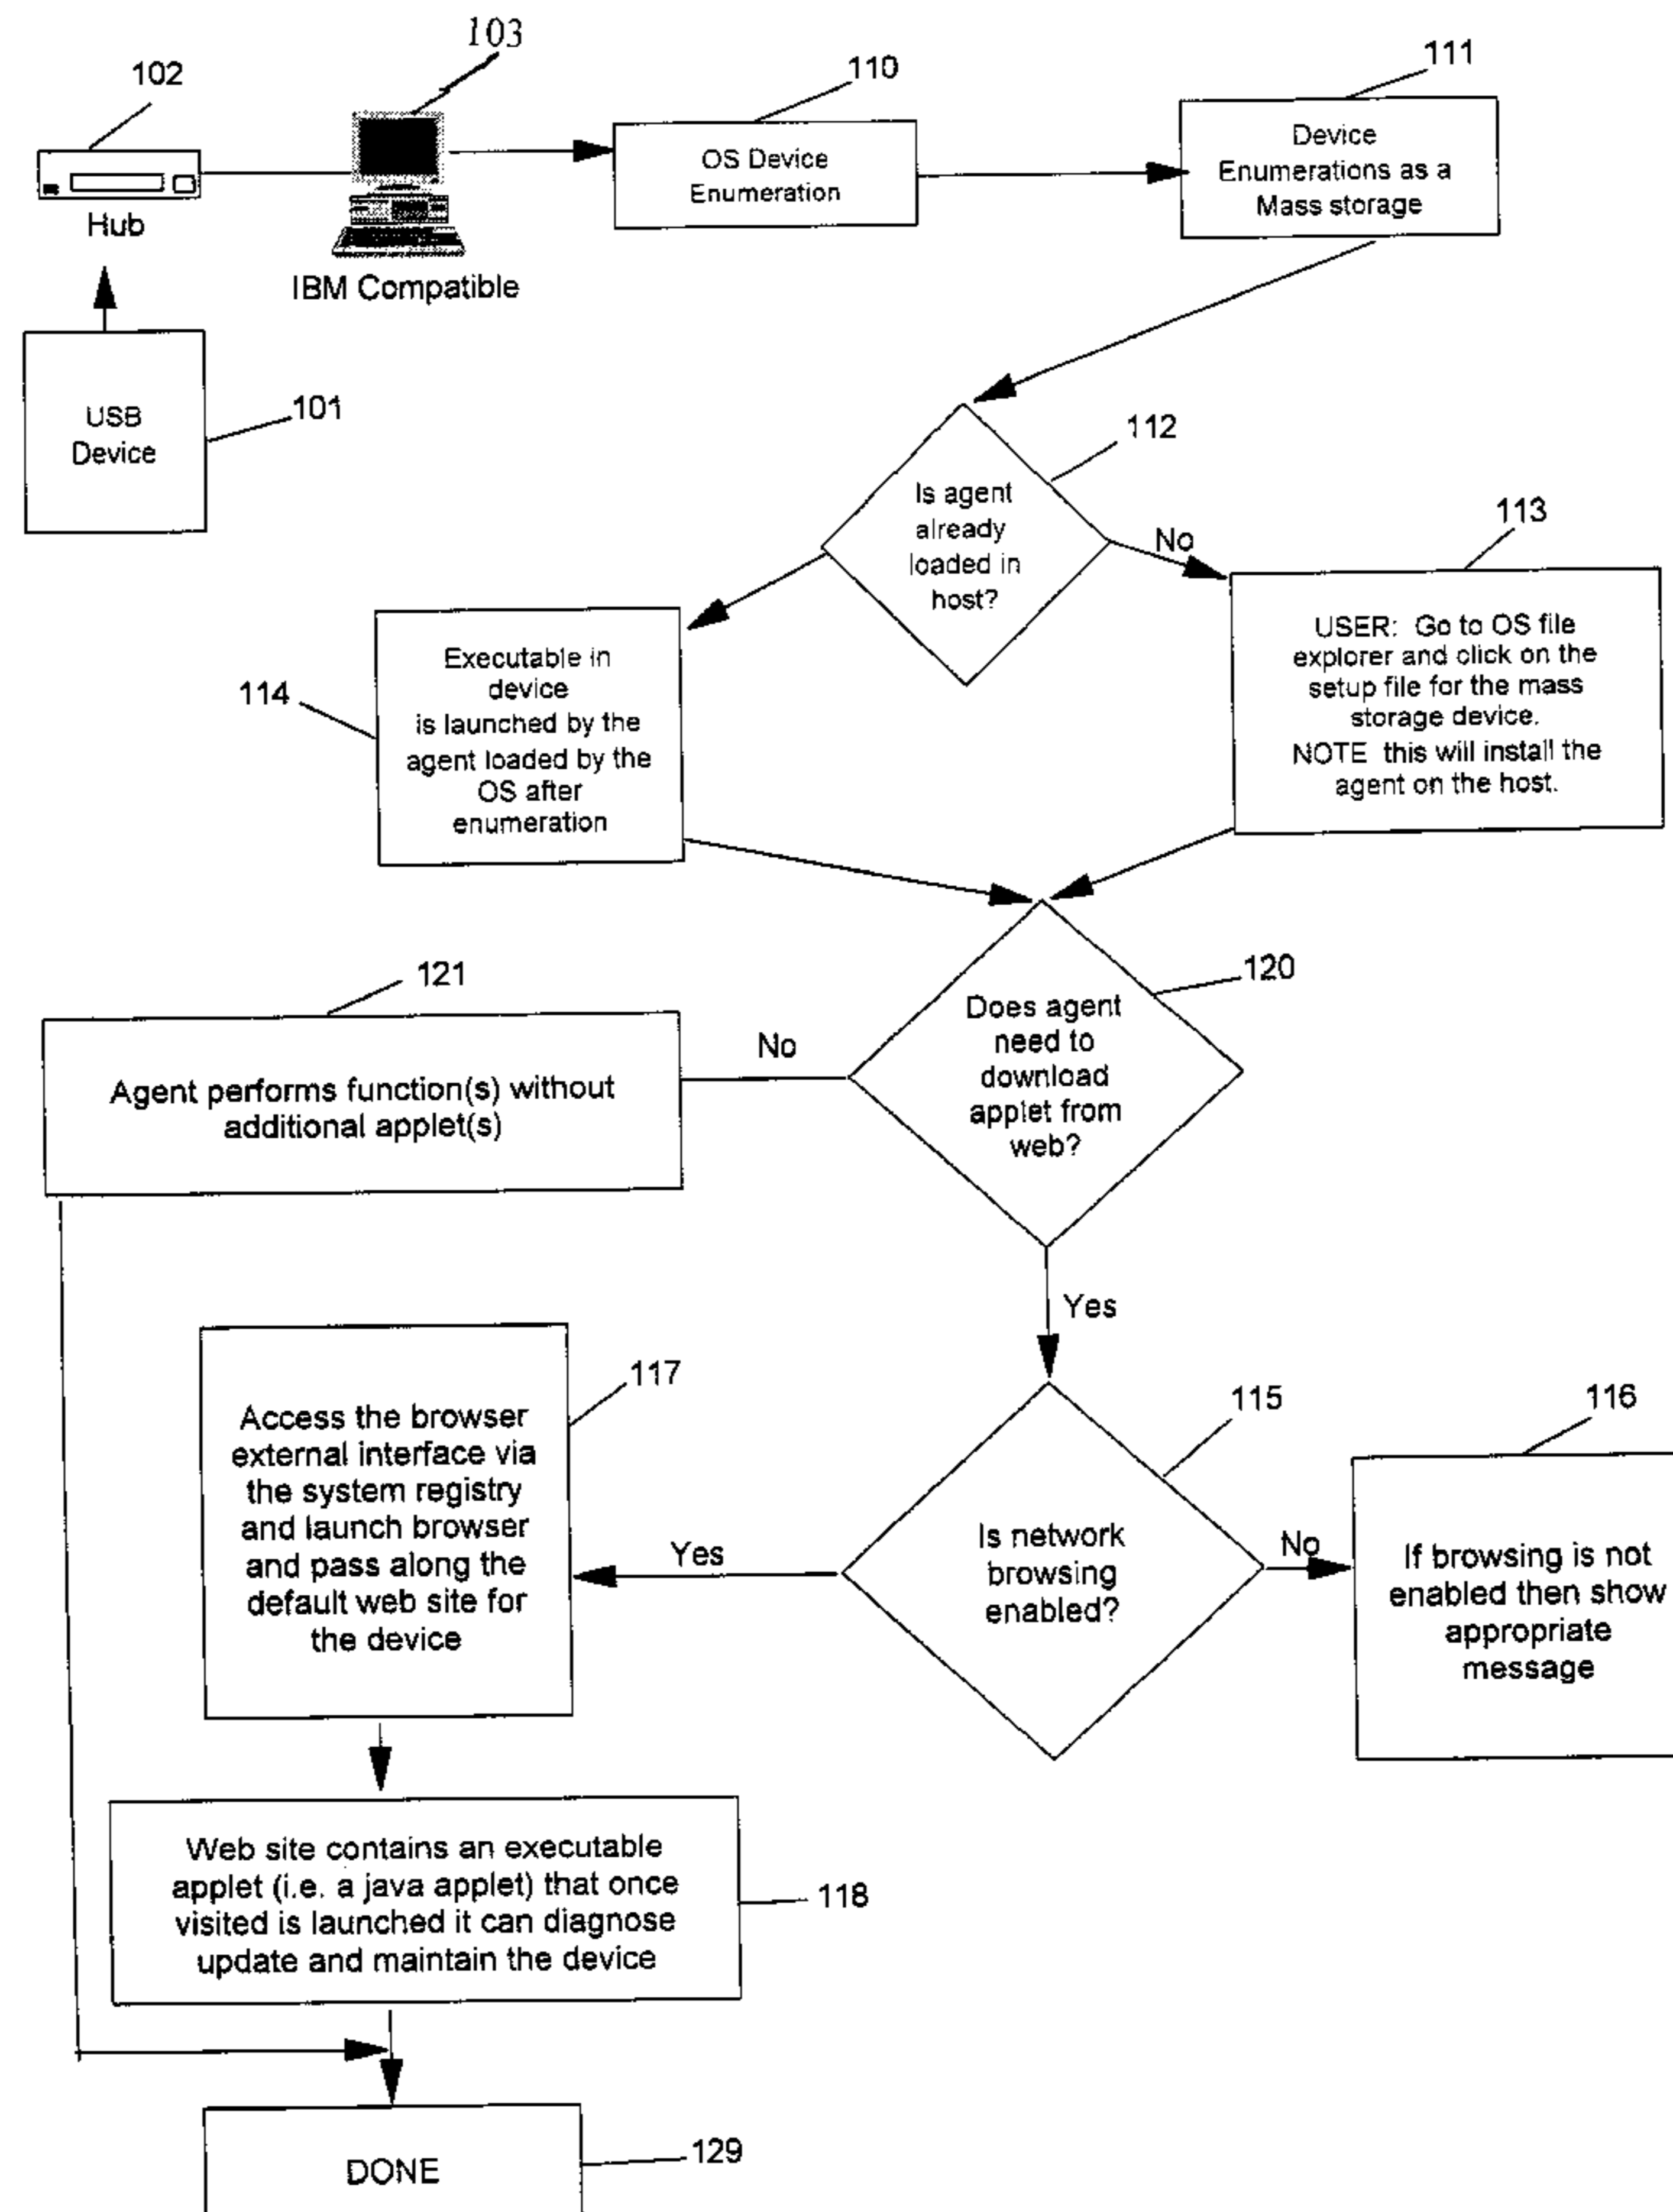 103
102
110
111
Hub
IBM Compatible
OS Device
Enumeration
Device
Enumerations as a
Mass storage
USB
Device
101
112
Is agent
already
loaded in
host?
No
113
USER: Go to OS file
explorer and click on the
setup file for the mass
storage device.
NOTE this will install the
agent on the host.
114
Executable in
device
is launched by the
agent loaded by the
OS after
enumeration
120
Does agent
need to
download
applet from
web?
No
121
Agent performs function(s) without
additional applet(s)
Yes
115
Is network
browsing
enabled?
No
116
If browsing is not
enabled then show
appropriate
message
Yes
117
Access the browser
external interface via
the system registry
and launch browser
and pass along the
default web site for
the device
Web site contains an executable
applet (i.e. a java applet) that once
visited is launched it can diagnose
update and maintain the device
118
DONE
129